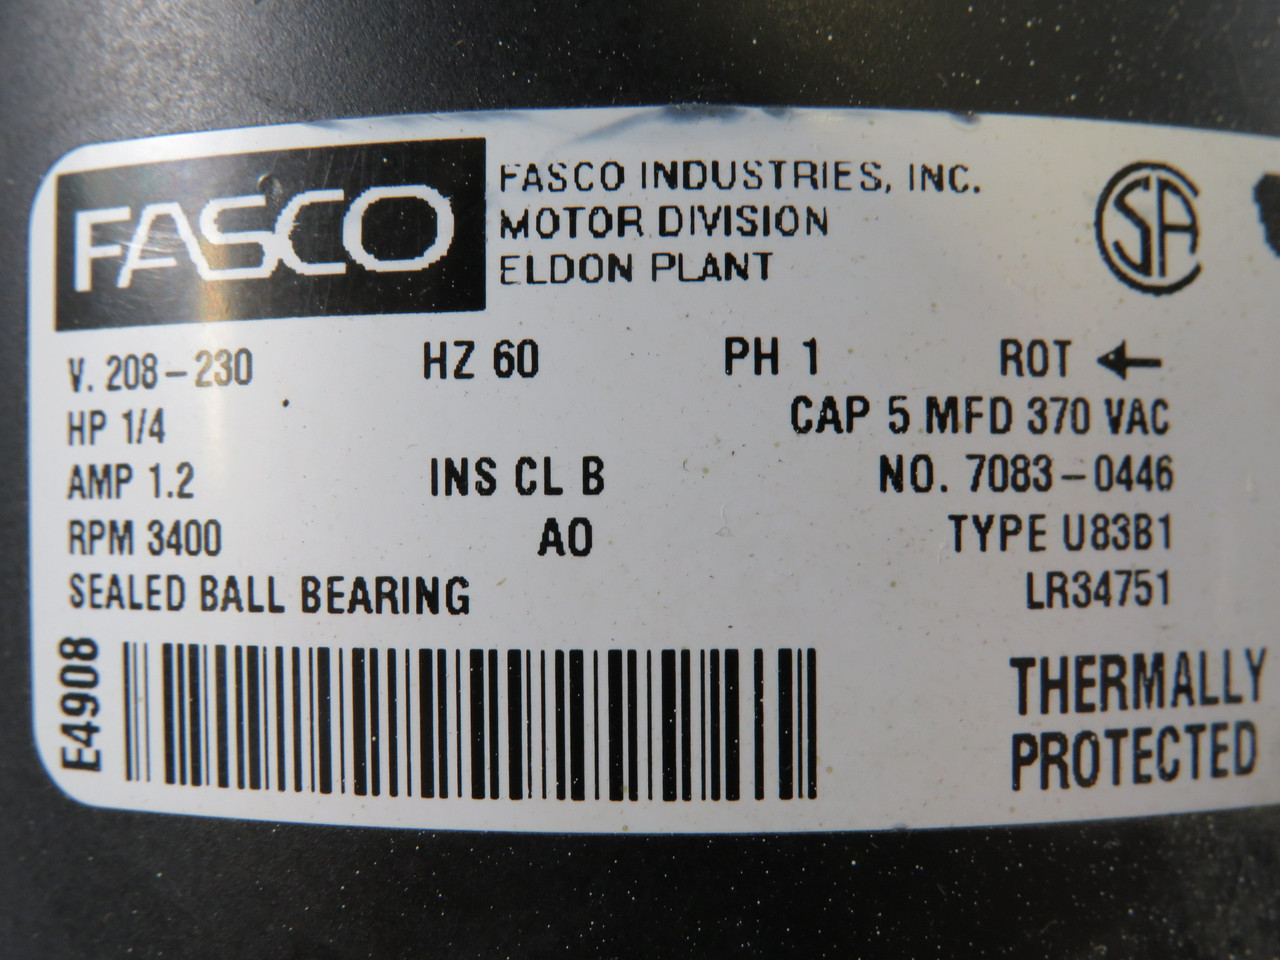 FASCO
FASCO INDUSTRIES, INC.
MOTOR DIVISION
ELDON PLANT
SA
V. 208-230 HZ 60 PH 1 ROT ←
HP 1/4 CAP 5 MFD 370 VAC
AMP 1.2 INS CL B NO. 7083-0446
RPM 3400 AO TYPE U83B1
SEALED BALL BEARING LR34751
E4908
THERMALLY
PROTECTED